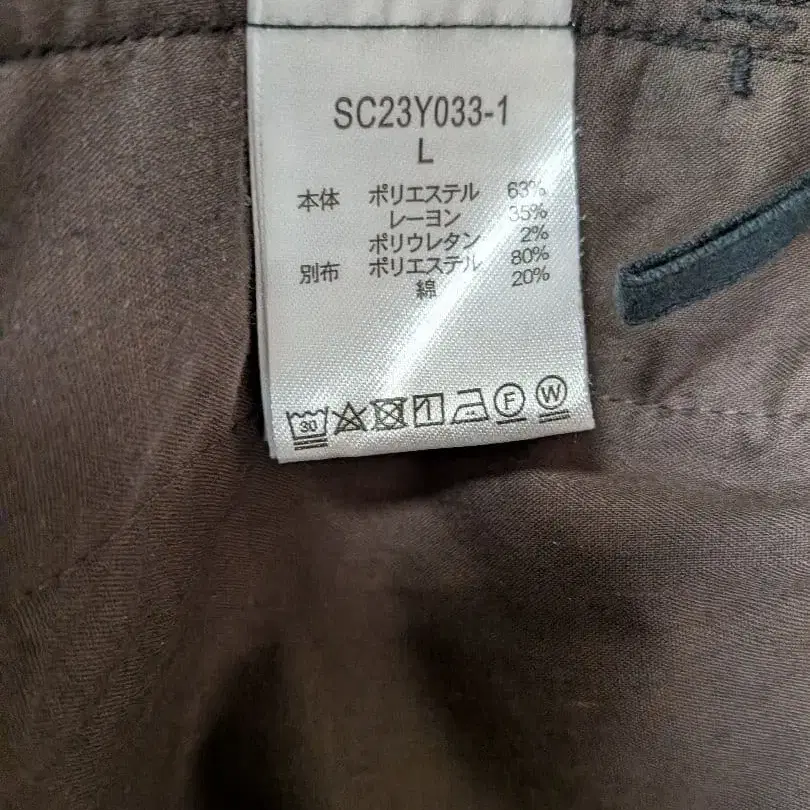 SC23Y033-1
L
本体 ポリエステル 63%
レーヨン 35%
ポリウレタン 2%
別布 ポリエステル 80%
綿 20%
30 F W